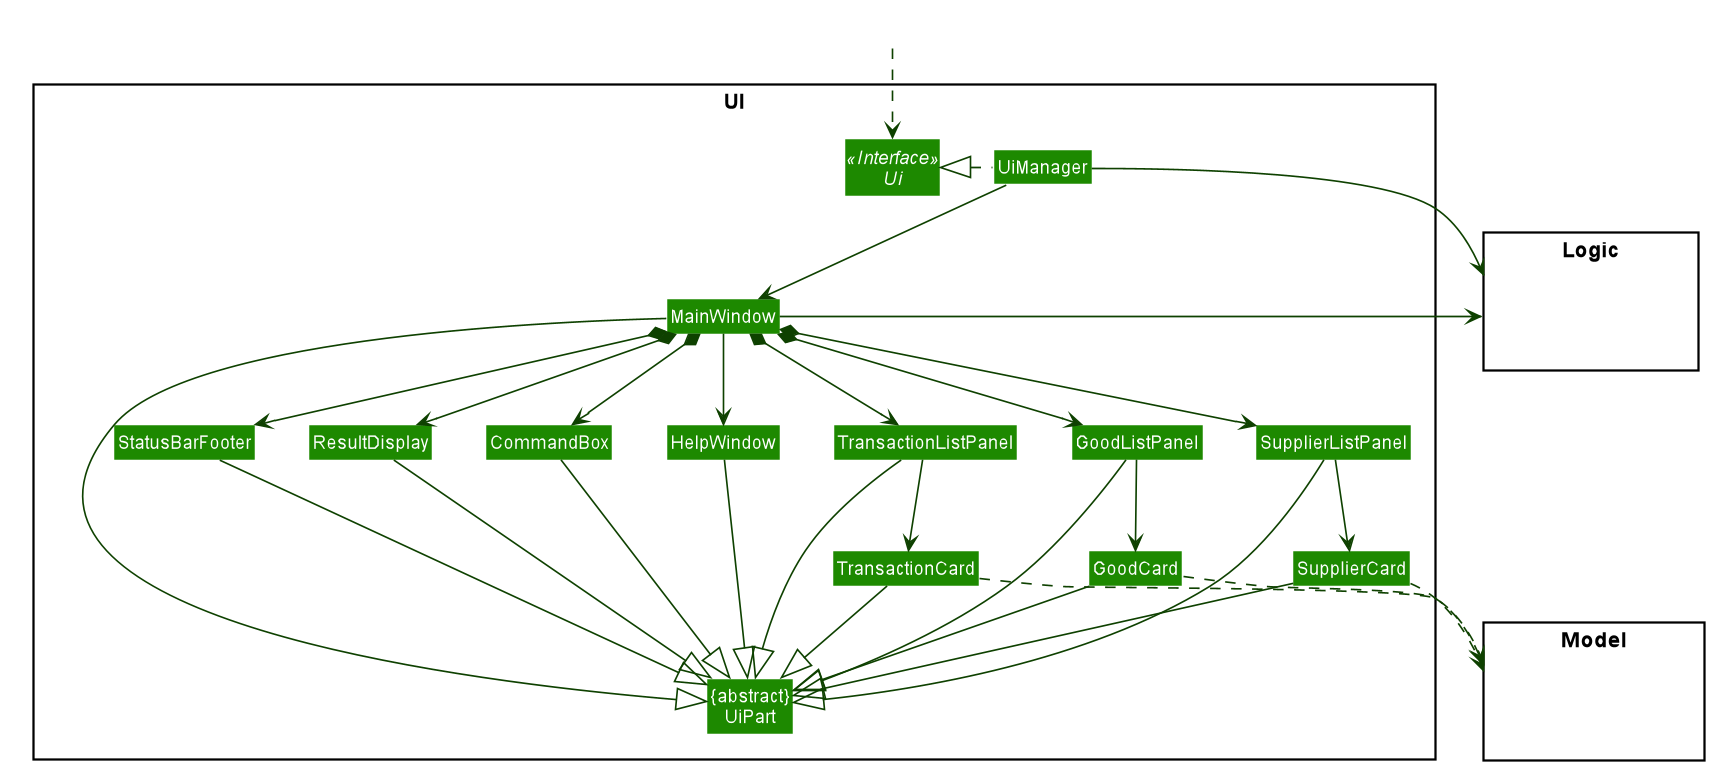 UI
«Interface»
Ui
UiManager
Logic
MainWindow
StatusBarFooter
ResultDisplay
CommandBox
HelpWindow
TransactionListPanel
GoodListPanel
SupplierListPanel
TransactionCard
GoodCard
SupplierCard
Model
{abstract}
UiPart